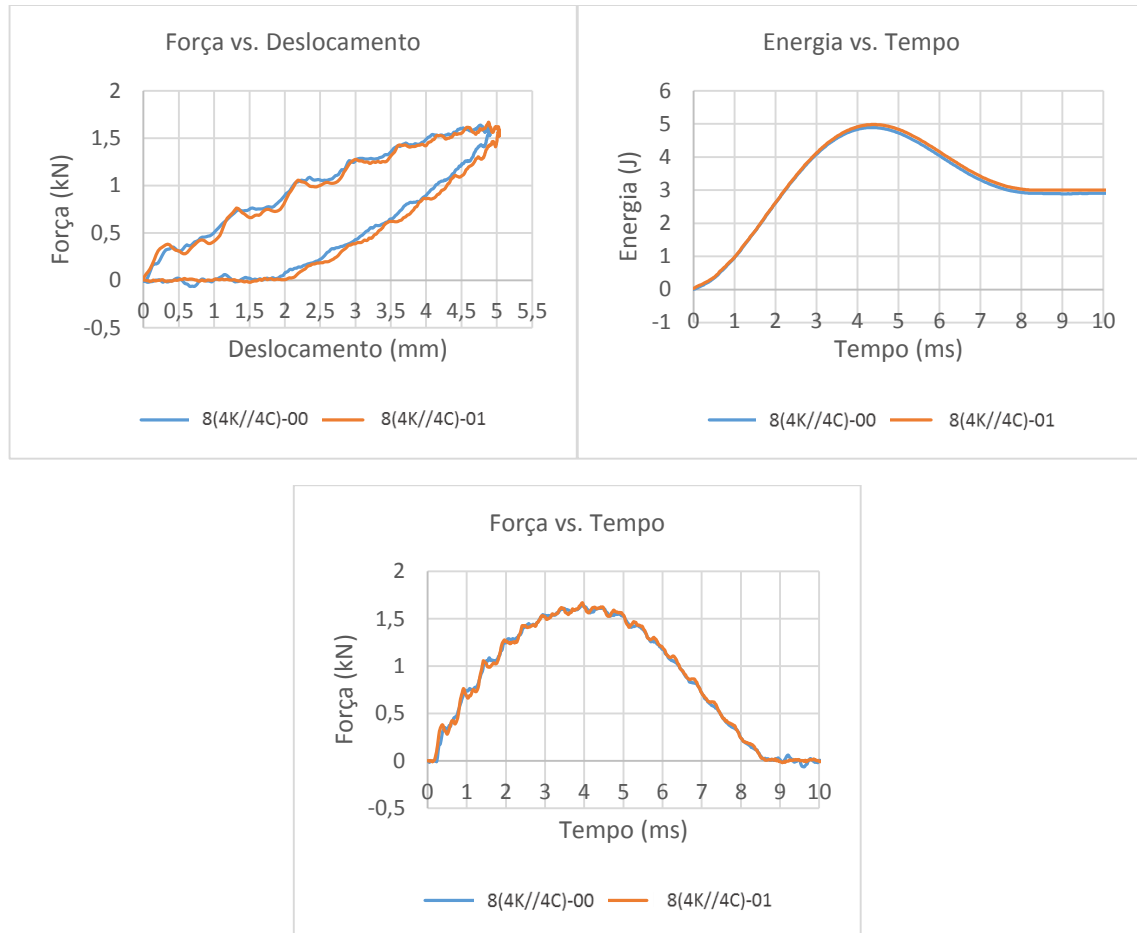 Força vs. Deslocamento
2
1,5
1
0,5
0
-0,5
0 0,5 1 1,5 2 2,5 3 3,5 4 4,5 5 5,5
Força (kN)
Deslocamento (mm)
8(4K//4C)-00 8(4K//4C)-01
Energia vs. Tempo
6
5
4
3
2
1
0
-1
0 1 2 3 4 5 6 7 8 9 10
Energia (J)
Tempo (ms)
8(4K//4C)-00 8(4K//4C)-01
Força vs. Tempo
2
1,5
1
0,5
0
-0,5
0 1 2 3 4 5 6 7 8 9 10
Força (kN)
Tempo (ms)
8(4K//4C)-00 8(4K//4C)-01